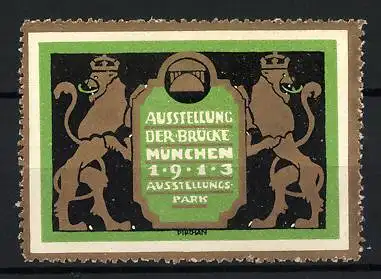 AUSSTELLUNG
DER·BRÜCKE
MÜNCHEN
1·9·1·3
AUSSTELLUNGS-
PARK